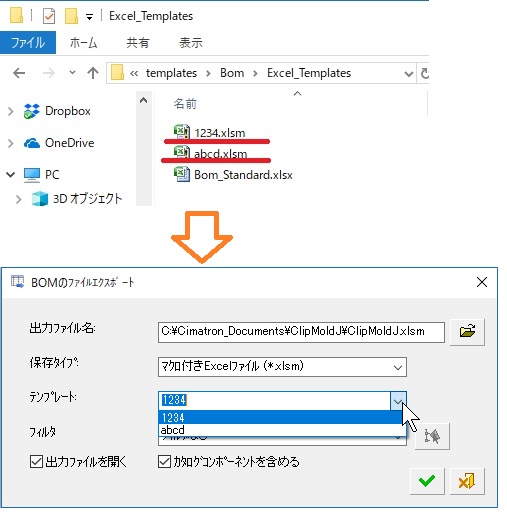 Excel_Templates
ファイル ホーム 共有 表示
« templates › Bom › Excel_Templates
名前
Dropbox
OneDrive
PC
3D オブジェクト
1234.xlsm
abcd.xlsm
Bom_Standard.xlsx
BOMのファイルエクスポート
出力ファイル名: C:¥Cimatron_Documents¥ClipMoldJ¥ClipMoldJ.xlsm
保存タイプ: マクロ付きExcelファイル (*.xlsm)
テンプレート: 1234
1234
abcd
フィルタ
出力ファイルを開く カタログコンポーネントを含める